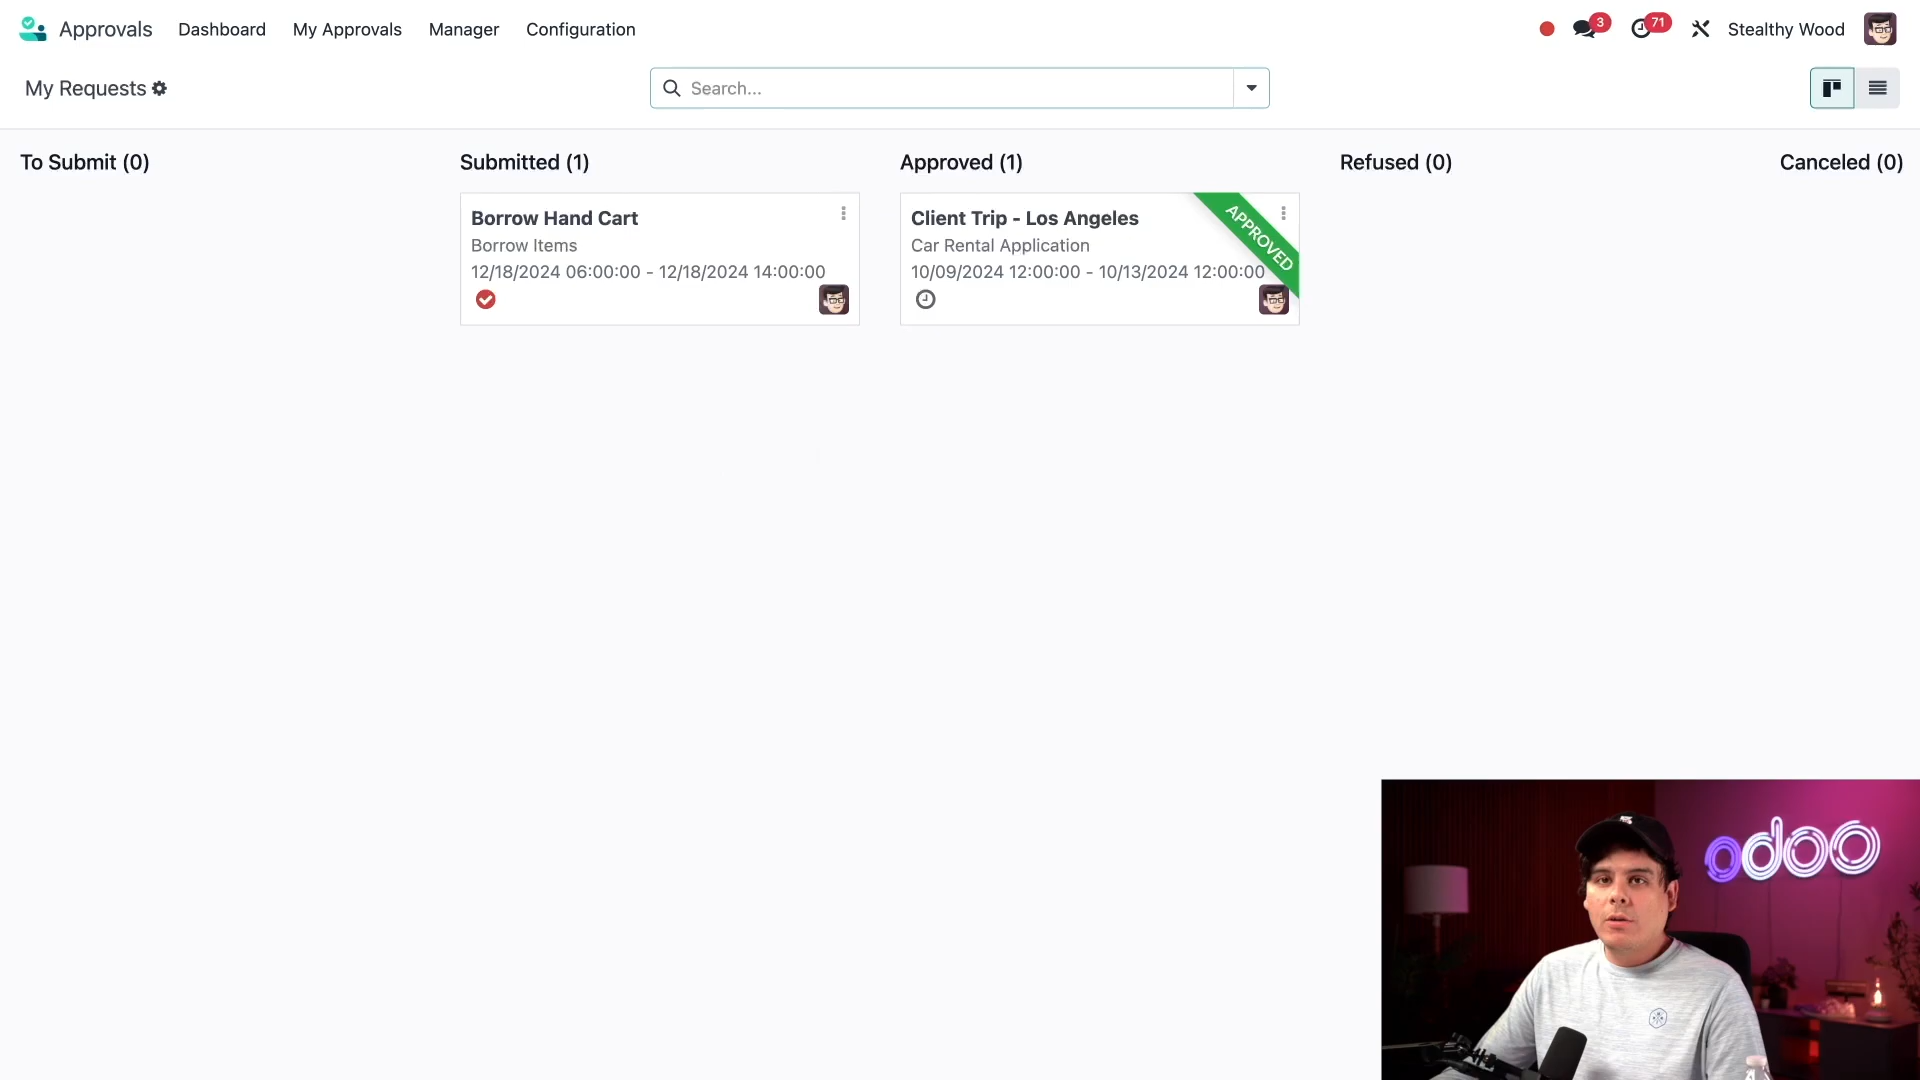 Approvals Dashboard My Approvals Manager Configuration 3 71 Stealthy Wood
My Requests Search...
To Submit (0) Submitted (1) Approved (1) Refused (0) Canceled (0)
Borrow Hand Cart
Borrow Items
12/18/2024 06:00:00 - 12/18/2024 14:00:00
Client Trip - Los Angeles
APPROVED
Car Rental Application
10/09/2024 12:00:00 - 10/13/2024 12:00:00
odoo